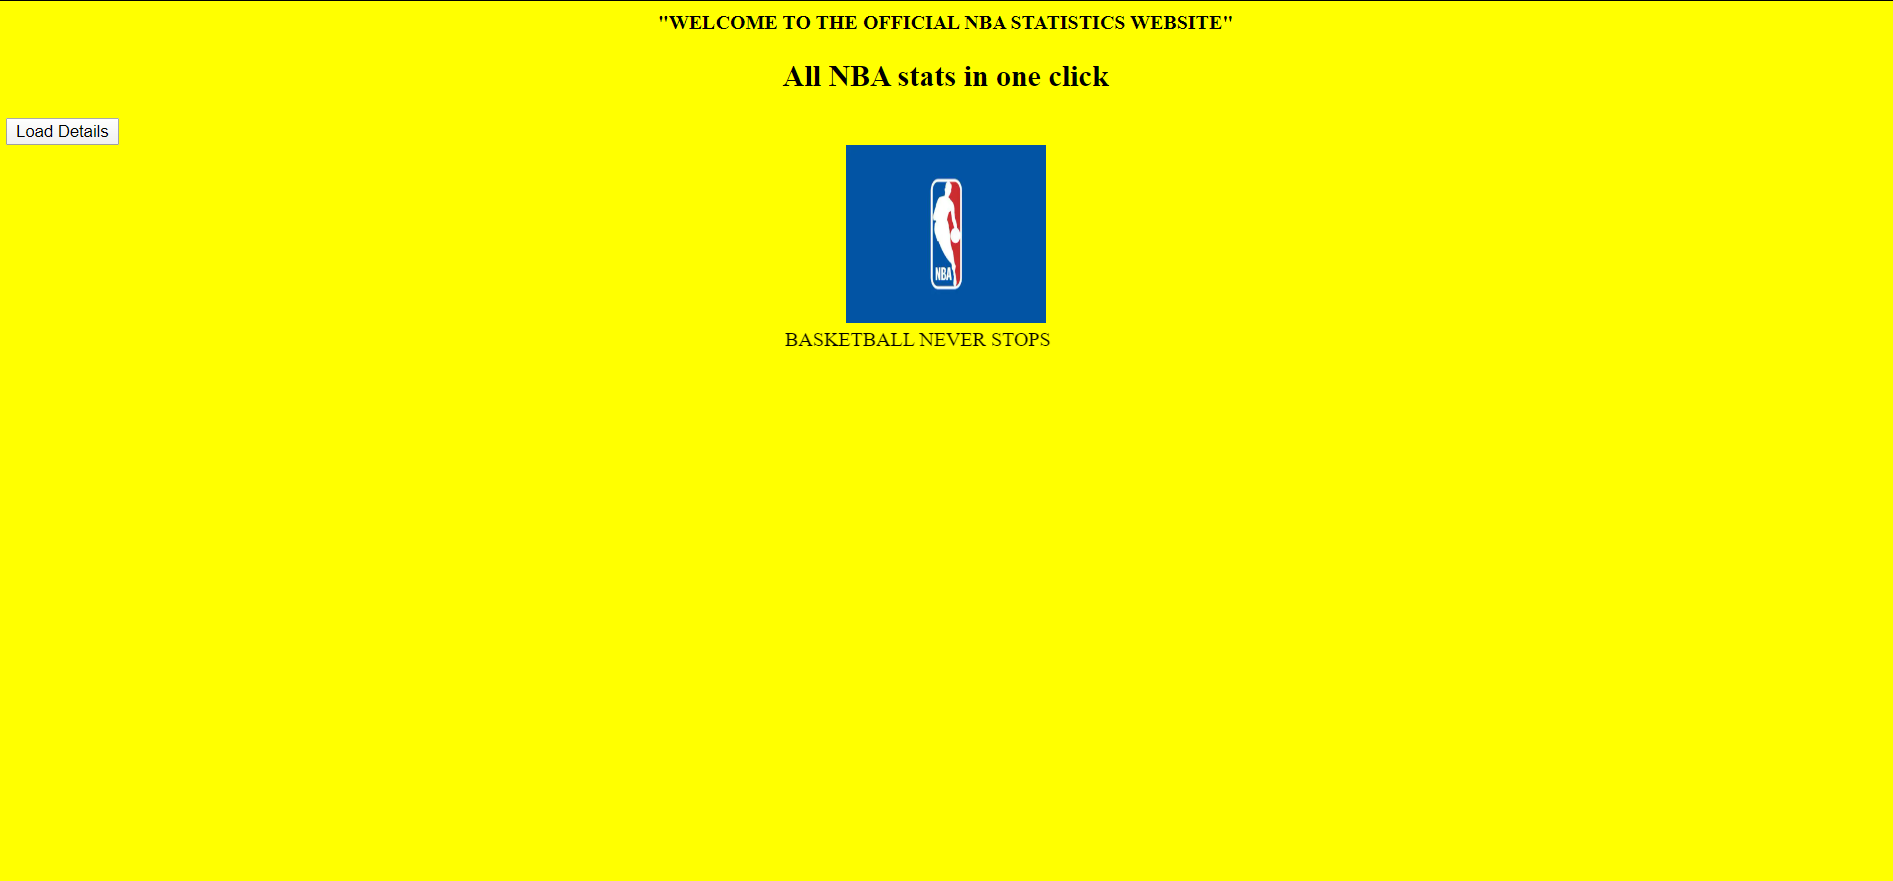 "WELCOME TO THE OFFICIAL NBA STATISTICS WEBSITE"
All NBA stats in one click
Load Details
NBA
BASKETBALL NEVER STOPS